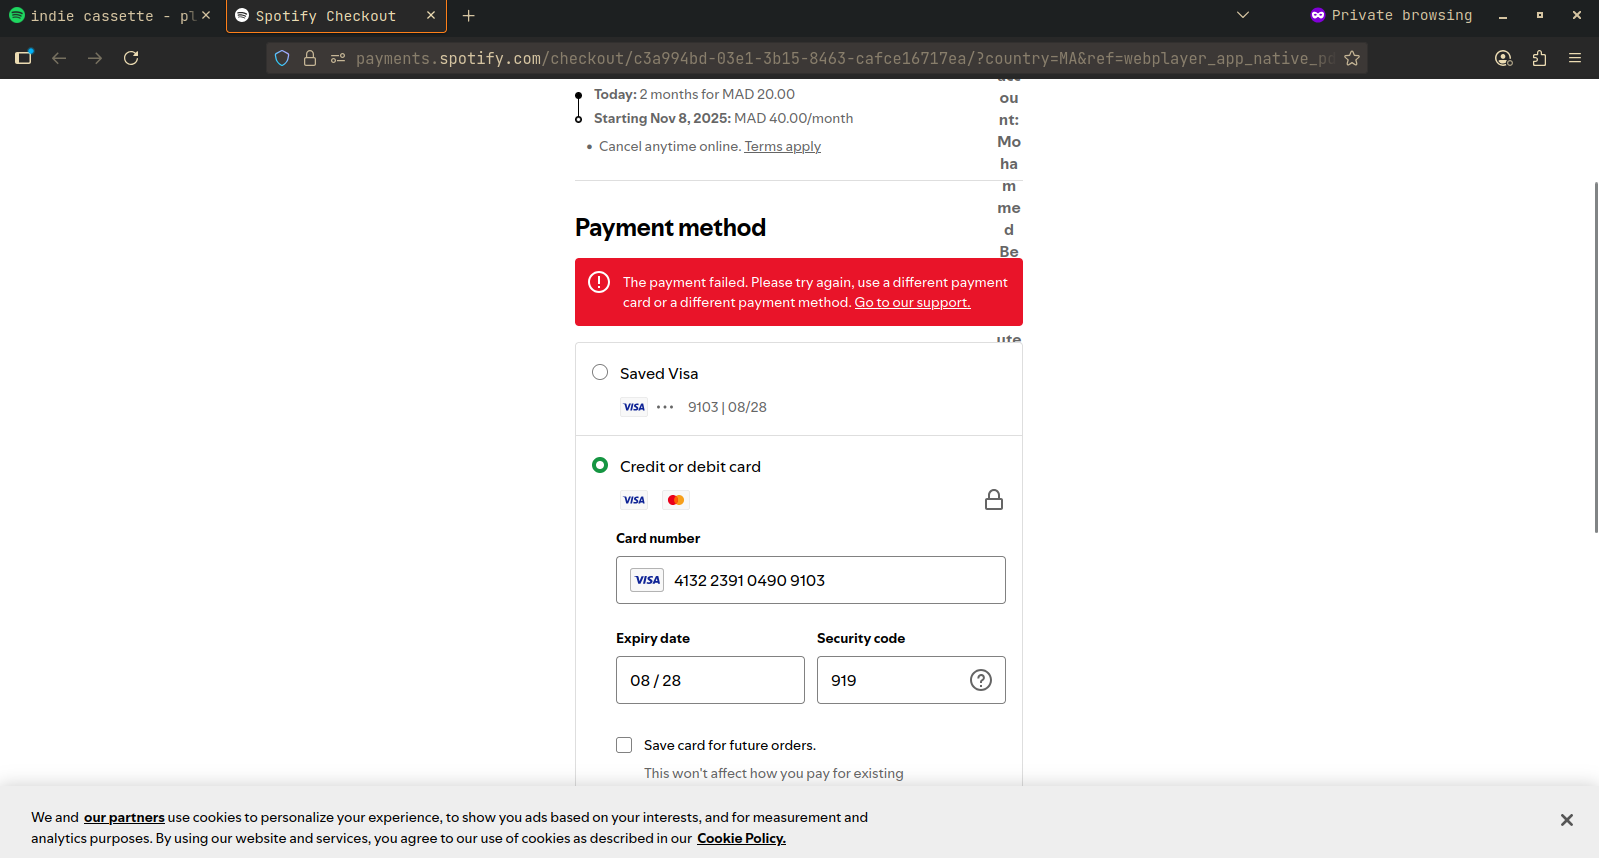 indie cassette - pl
Spotify Checkout
Private browsing
payments.spotify.com/checkout/c3a994bd-03e1-3b15-8463-cafce16717ea/?country=MA&ref=webplayer_app_native_pd
Today: 2 months for MAD 20.00
Starting Nov 8, 2025: MAD 40.00/month
• Cancel anytime online. Terms apply
ou
nt:
Mo
ha
m
me
d
Be
Payment method
The payment failed. Please try again, use a different payment
card or a different payment method. Go to our support.
ute
Saved Visa
VISA ••• 9103 | 08/28
Credit or debit card
VISA
Card number
VISA 4132 2391 0490 9103
Expiry date
Security code
08 / 28
919
Save card for future orders.
This won't affect how you pay for existing
We and our partners use cookies to personalize your experience, to show you ads based on your interests, and for measurement and
analytics purposes. By using our website and services, you agree to our use of cookies as described in our Cookie Policy.